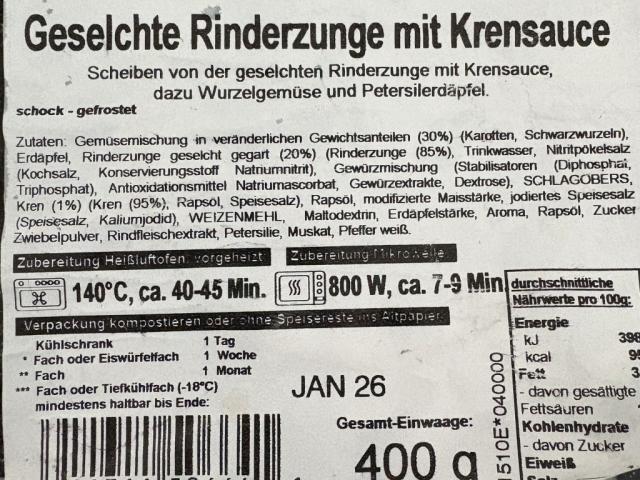 Geselchte Rinderzunge mit Krensauce
Scheiben von der geselchten Rinderzunge mit Krensauce,
dazu Wurzelgemüse und Petersilerdäpfel.
schock - gefrostet
Zutaten: Gemüsemischung in veränderlichen Gewichtsanteilen (30%) (Karotten, Schwarzwurzeln),
Erdäpfel, Rinderzunge geselcht gegart (20%) (Rinderzunge (85%), Trinkwasser, Nitritpökelsalz
(Kochsalz, Konservierungsstoff Natriumnitrit), Gewürzmischung (Stabilisatoren (Diphosphat,
Triphosphat), Antioxidationsmittel Natriumascorbat, Gewürzextrakte, Dextrose), SCHLAGOBERS,
Kren (1%) (Kren (95%), Rapsöl, Speisesalz), Rapsöl, modifizierte Maisstärke, jodiertes Speisesalz
(Speisesalz, Kaliumjodid), WEIZENMEHL, Maltodextrin, Erdäpfelstärke, Aroma, Rapsöl, Zucker
Zwiebelpulver, Rindfleischextrakt, Petersilie, Muskat, Pfeffer weiß.
Zubereitung Heißluftofen: vorgeheizt Zubereitung Mikrowelle
140°C, ca. 40-45 Min. 800 W, ca. 7-9 Min
Verpackung kompostieren oder ohne Speisereste ins Altpapier
Kühlschrank 1 Tag
* Fach oder Eiswürfelfach 1 Woche
** Fach 1 Monat
*** Fach oder Tiefkühlfach (-18°C)
mindestens haltbar bis Ende: JAN 26
Gesamt-Einwaage:
400 g
1510E*040000
durchschnittliche
Nährwerte pro 100g:
Energie
kJ 398
kcal
Fett 3
- davon gesättigte
Fettsäuren
Kohlenhydrate
- davon Zucker
Eiweiß
Salz